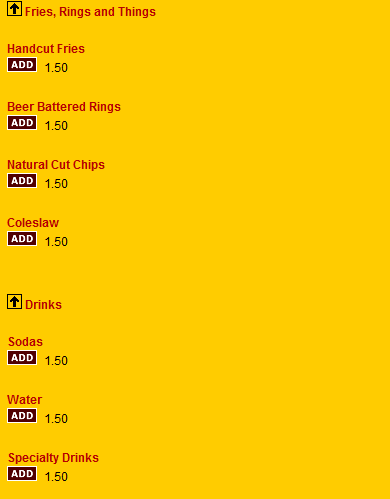 Fries, Rings and Things
Handcut Fries
ADD 1.50
Beer Battered Rings
ADD 1.50
Natural Cut Chips
ADD 1.50
Coleslaw
ADD 1.50
Drinks
Sodas
ADD 1.50
Water
ADD 1.50
Specialty Drinks
ADD 1.50